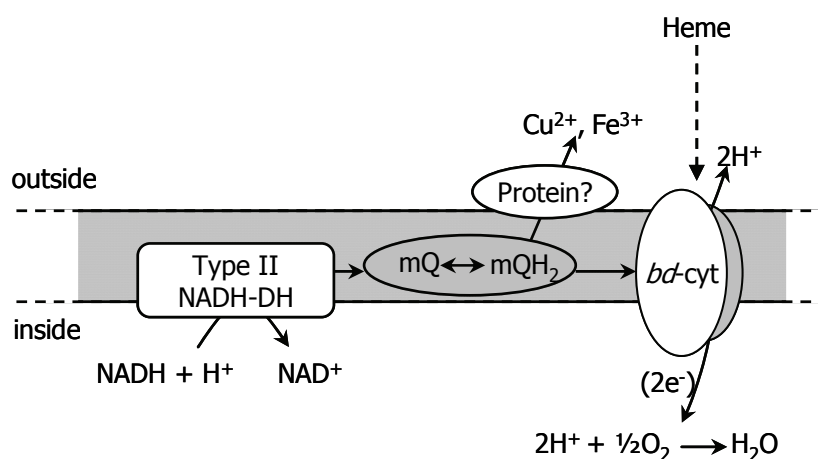 Heme
Cu²⁺, Fe³⁺
2H⁺
outside
Protein?
Type II
NADH-DH
mQ mQH₂
bd-cyt
inside
NADH + H⁺ NAD⁺
(2e⁻)
2H⁺ + ½O₂ → H₂O